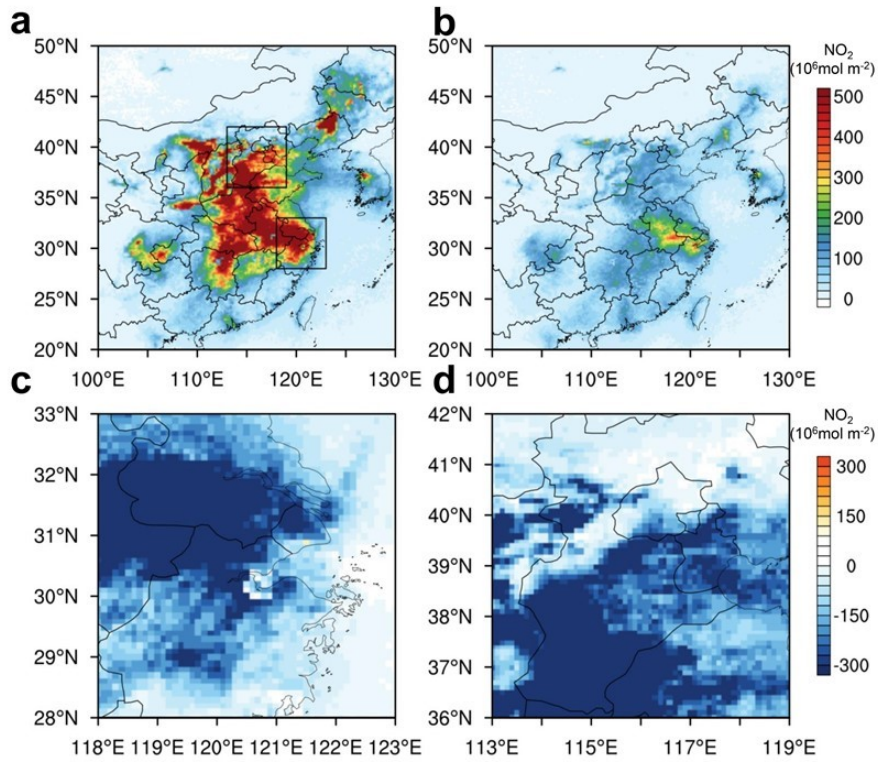 a
b
50°N
45°N
40°N
35°N
30°N
25°N
20°N
100°E 110°E 120°E 130°E
50°N
45°N
40°N
35°N
30°N
25°N
20°N
100°E 110°E 120°E 130°E
NO₂
(10⁶mol m⁻²)
500
400
300
200
100
0
c
d
33°N
32°N
31°N
30°N
29°N
28°N
118°E 119°E 120°E 121°E 122°E 123°E
42°N
41°N
40°N
39°N
38°N
37°N
36°N
113°E 115°E 117°E 119°E
NO₂
(10⁶mol m⁻²)
300
150
0
-150
-300